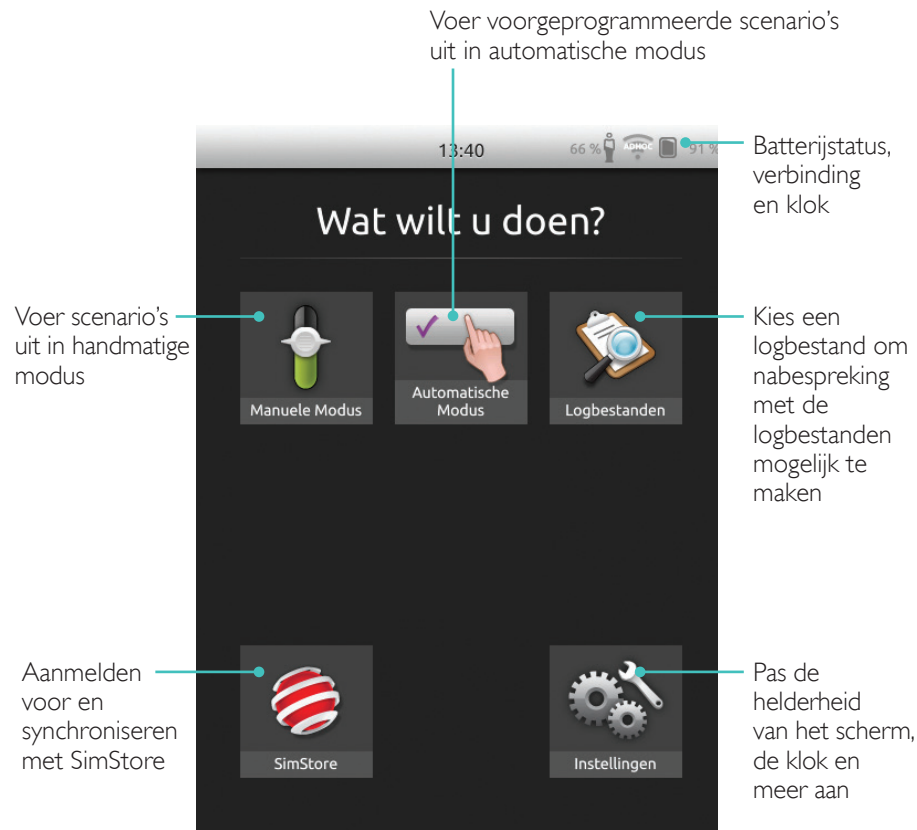 Voer voorgeprogrammeerde scenario's
uit in automatische modus
13:40
66 %
ADHOC
91 %
Batterijstatus,
verbinding
en klok
Wat wilt u doen?
Voer scenario's
uit in handmatige
modus
Manuele Modus
Automatische
Modus
Logbestanden
Kies een
logbestand om
nabespreking
met de
logbestanden
mogelijk te
maken
Aanmelden
voor en
synchroniseren
met SimStore
SimStore
Instellingen
Pas de
helderheid
van het scherm,
de klok en
meer aan